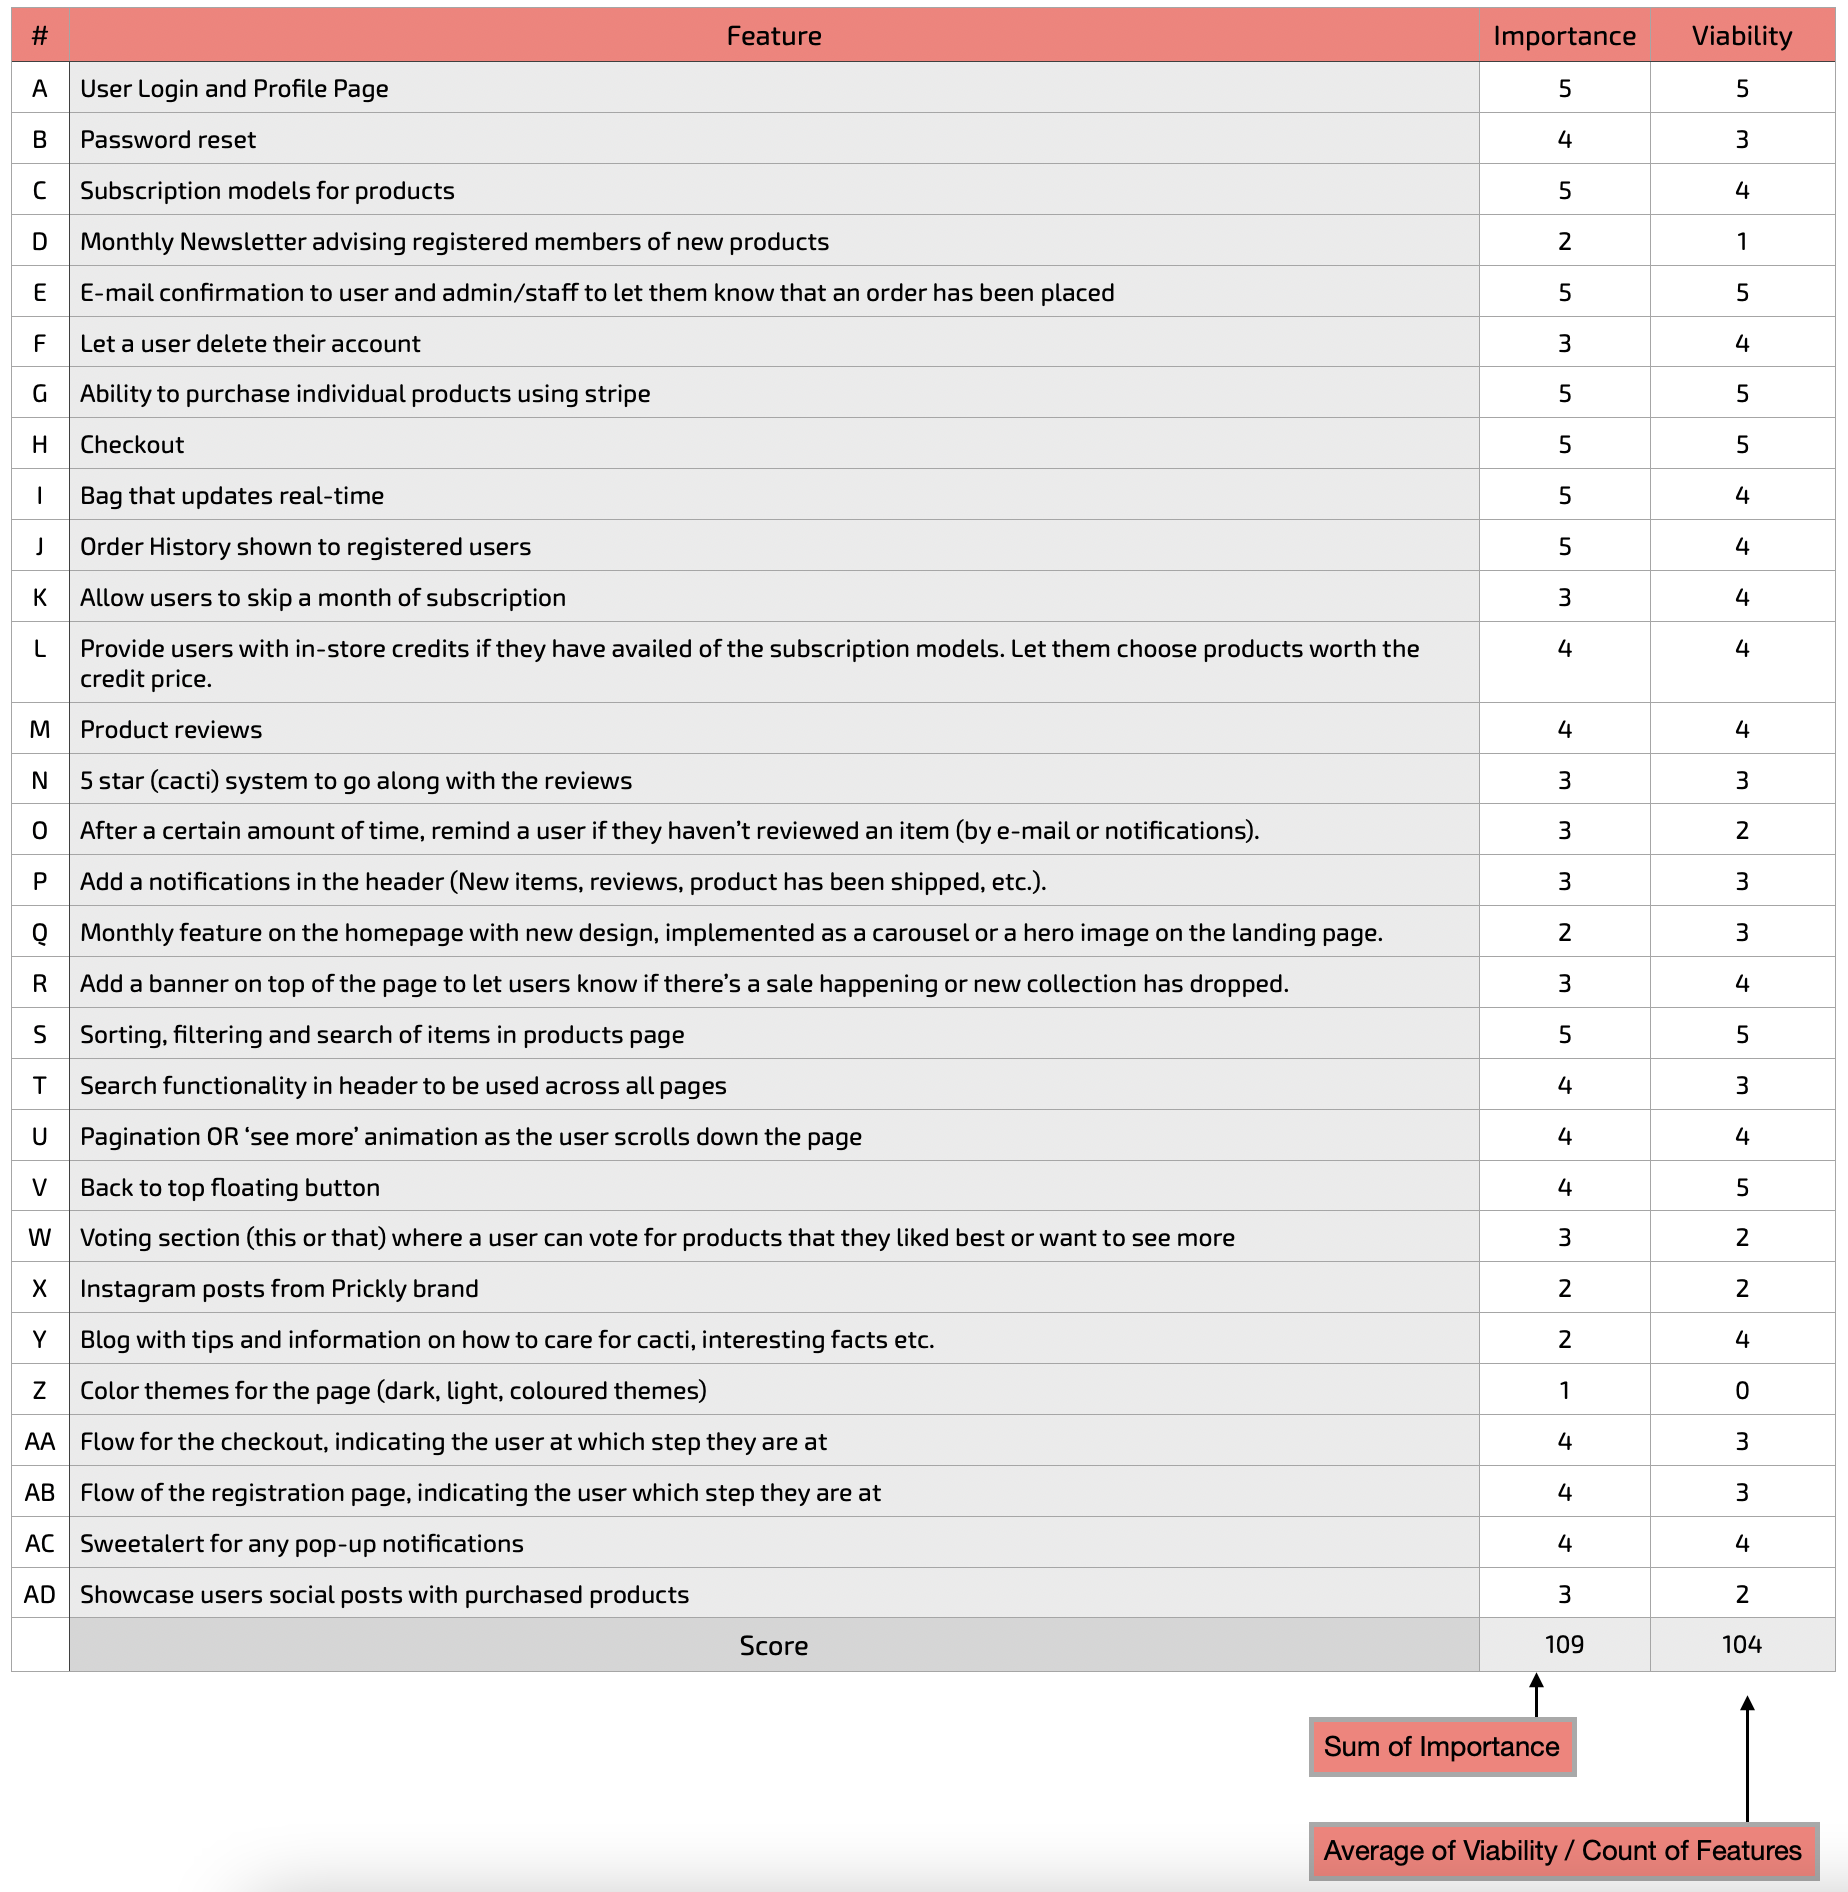 # Feature Importance Viability
A User Login and Profile Page 5 5
B Password reset 4 3
C Subscription models for products 5 4
D Monthly Newsletter advising registered members of new products 2 1
E E-mail confirmation to user and admin/staff to let them know that an order has been placed 5 5
F Let a user delete their account 3 4
G Ability to purchase individual products using stripe 5 5
H Checkout 5 5
I Bag that updates real-time 5 4
J Order History shown to registered users 5 4
K Allow users to skip a month of subscription 3 4
L Provide users with in-store credits if they have availed of the subscription models. Let them choose products worth the 4 4
credit price.
M Product reviews 4 4
N 5 star (cacti) system to go along with the reviews 3 3
O After a certain amount of time, remind a user if they haven’t reviewed an item (by e-mail or notifications). 3 2
P Add a notifications in the header (New items, reviews, product has been shipped, etc.). 3 3
Q Monthly feature on the homepage with new design, implemented as a carousel or a hero image on the landing page. 2 3
R Add a banner on top of the page to let users know if there’s a sale happening or new collection has dropped. 3 4
S Sorting, filtering and search of items in products page 5 5
T Search functionality in header to be used across all pages 4 3
U Pagination OR ‘see more’ animation as the user scrolls down the page 4 4
V Back to top floating button 4 5
W Voting section (this or that) where a user can vote for products that they liked best or want to see more 3 2
X Instagram posts from Prickly brand 2 2
Y Blog with tips and information on how to care for cacti, interesting facts etc. 2 4
Z Color themes for the page (dark, light, coloured themes) 1 0
AA Flow for the checkout, indicating the user at which step they are at 4 3
AB Flow of the registration page, indicating the user which step they are at 4 3
AC Sweetalert for any pop-up notifications 4 4
AD Showcase users social posts with purchased products 3 2
Score 109 104
Sum of Importance
Average of Viability / Count of Features